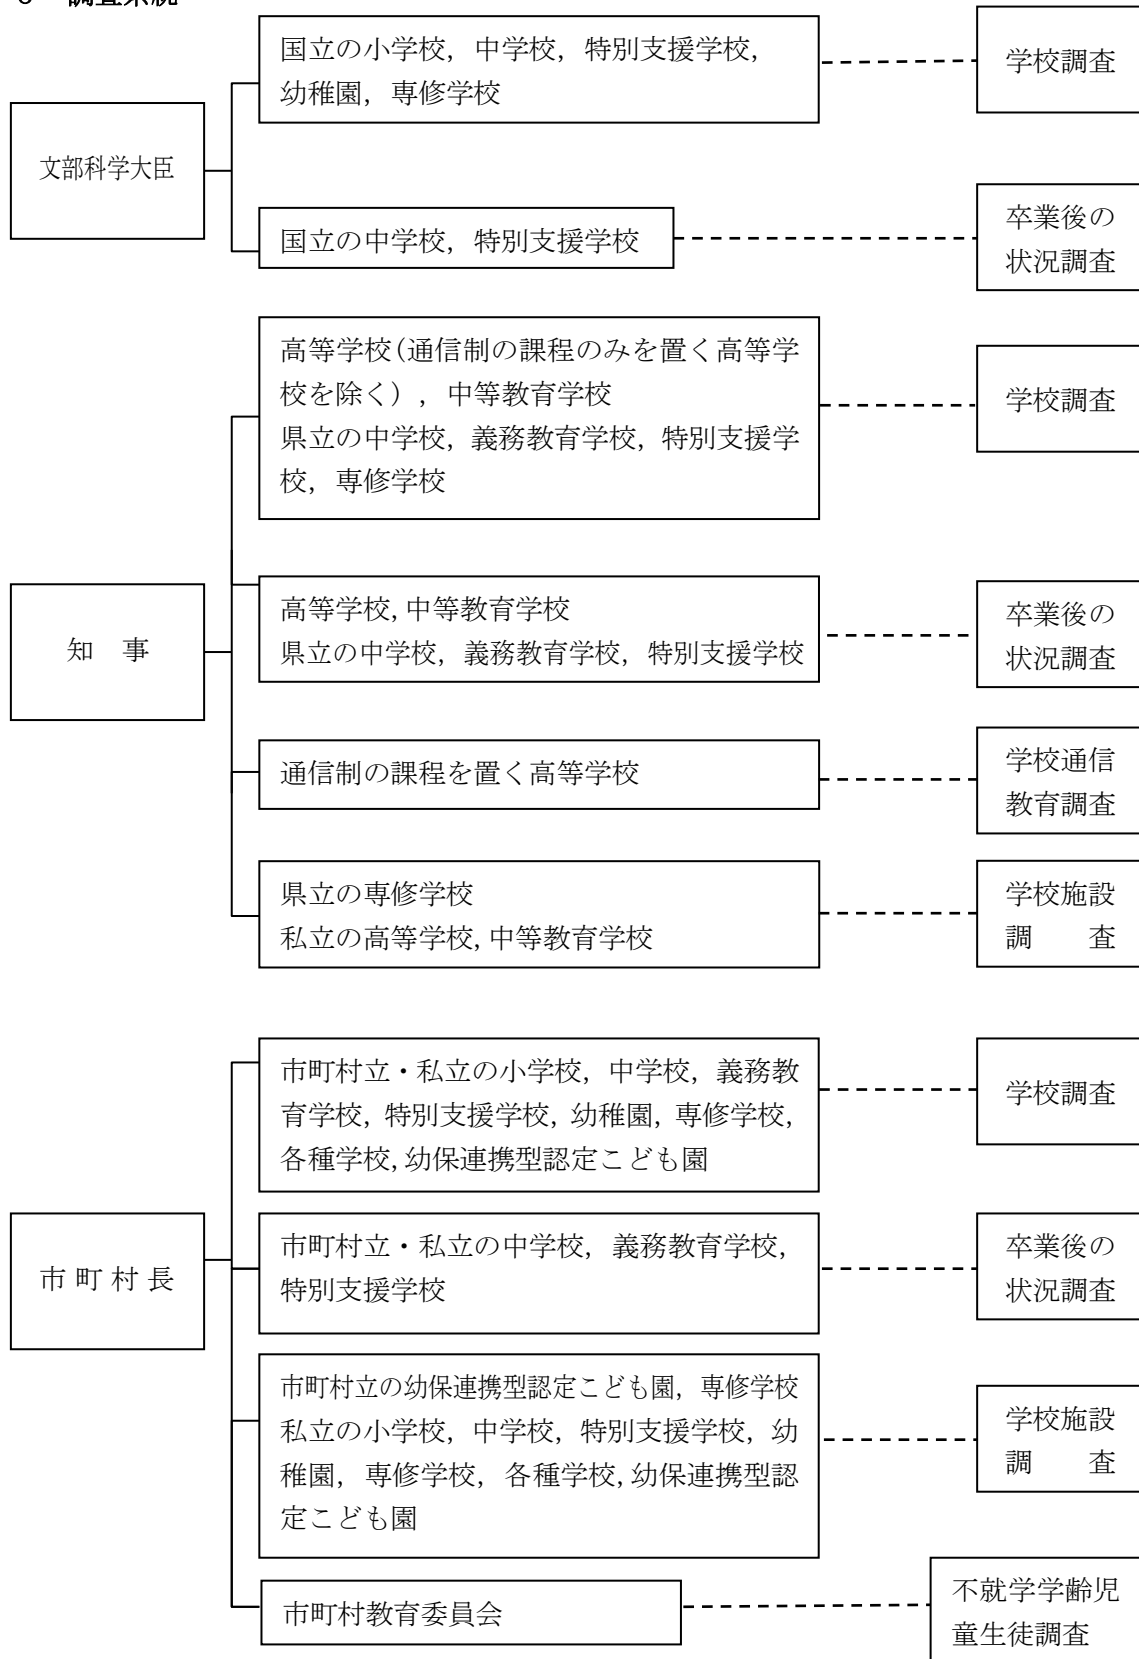 調査系統
国立の小学校，中学校，特別支援学校，
幼稚園，専修学校
学校調査
文部科学大臣
国立の中学校，特別支援学校
卒業後の
状況調査
高等学校(通信制の課程のみを置く高等学
校を除く），中等教育学校
県立の中学校，義務教育学校，特別支援学
校，専修学校
学校調査
知　事
高等学校,中等教育学校
県立の中学校，義務教育学校，特別支援学校
卒業後の
状況調査
通信制の課程を置く高等学校
学校通信
教育調査
県立の専修学校
私立の高等学校,中等教育学校
学校施設
調　　査
市町村立・私立の小学校，中学校，義務教
育学校,特別支援学校,幼稚園,専修学校,
各種学校,幼保連携型認定こども園
学校調査
市 町 村 長
市町村立・私立の中学校，義務教育学校，
特別支援学校
卒業後の
状況調査
市町村立の幼保連携型認定こども園，専修学校
私立の小学校，中学校，特別支援学校，幼
稚園，専修学校，各種学校,幼保連携型認
定こども園
学校施設
調　　査
市町村教育委員会
不就学学齢児
童生徒調査